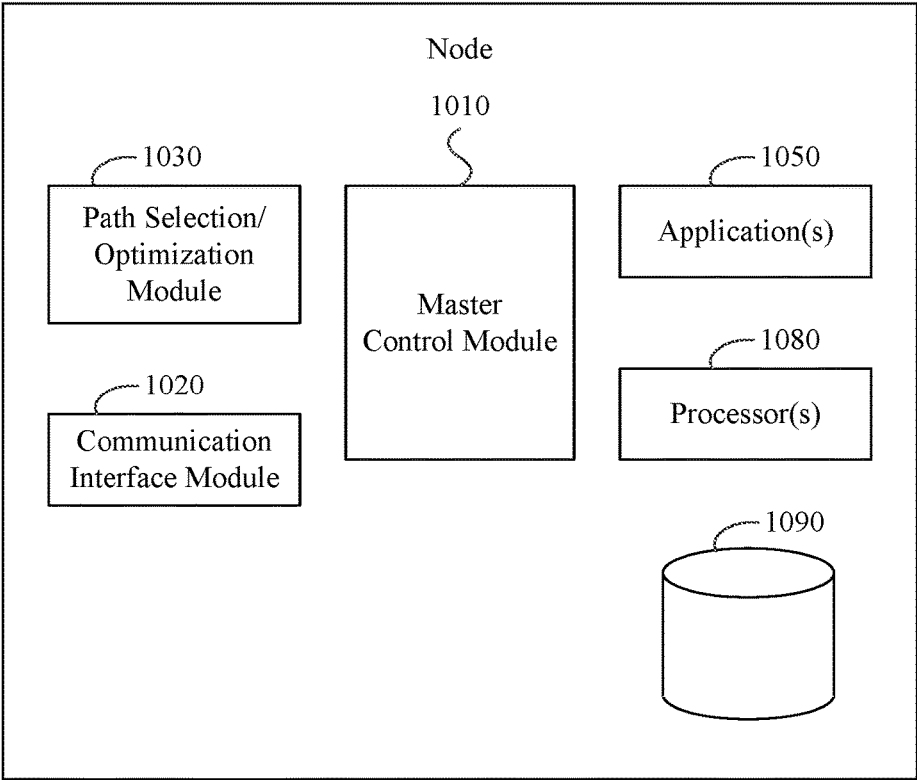 Node
1010
1030
Path Selection/
Optimization
Module
1020
Communication
Interface Module
Master
Control Module
1050
Application(s)
1080
Processor(s)
1090